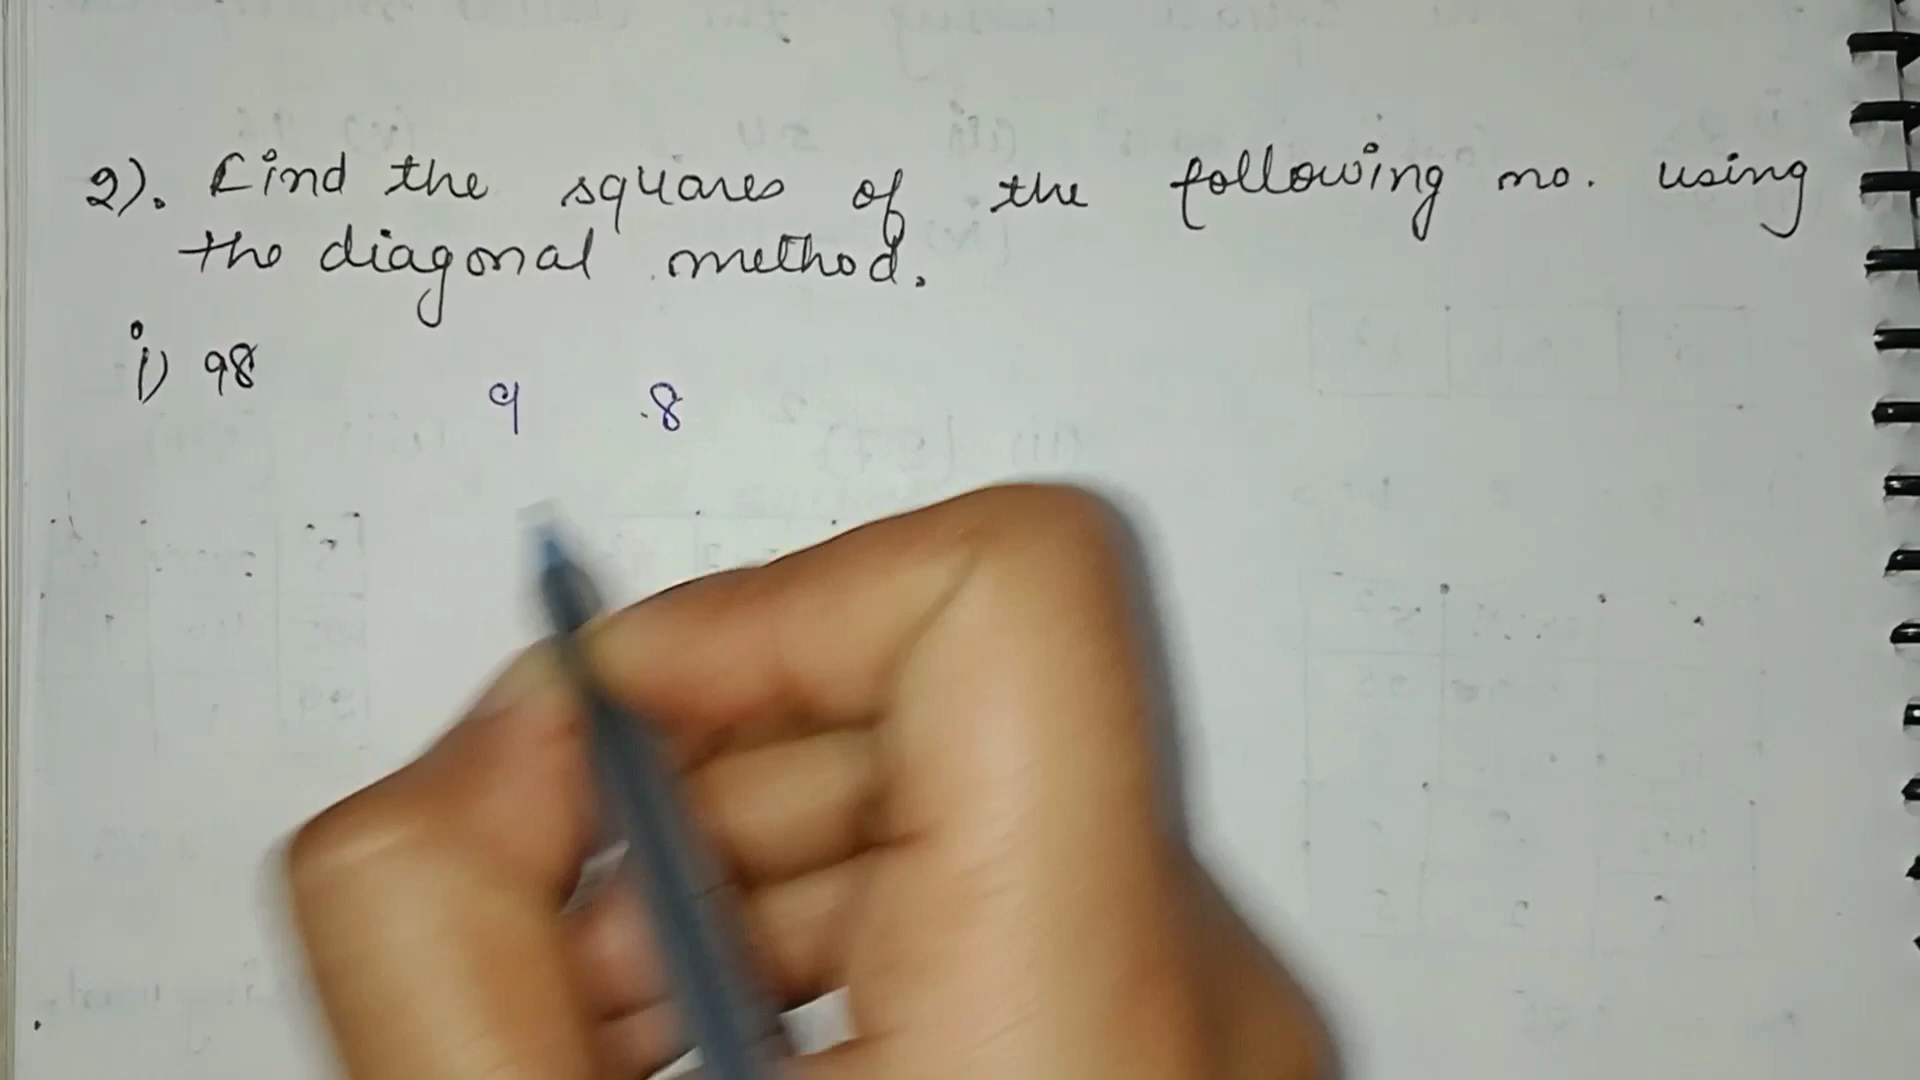 2). Find the squares of the following no. using
the diagonal method.
i) 98
9 8